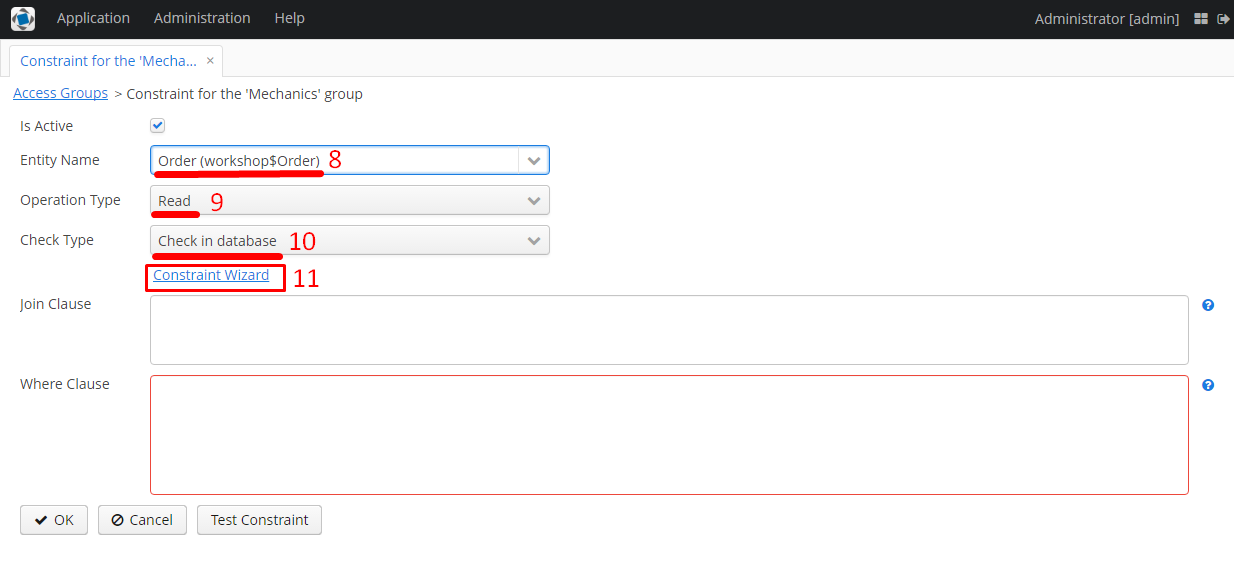 Application Administration Help Administrator [admin]
Constraint for the 'Mecha... ×
Access Groups > Constraint for the 'Mechanics' group
Is Active
Entity Name Order (workshop$Order) 8
Operation Type Read 9
Check Type Check in database 10
Constraint Wizard 11
Join Clause ?
Where Clause ?
OK Cancel Test Constraint